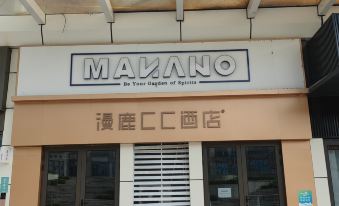 MANANO
Be Your Garden of Spirits
漫鹿CC酒店